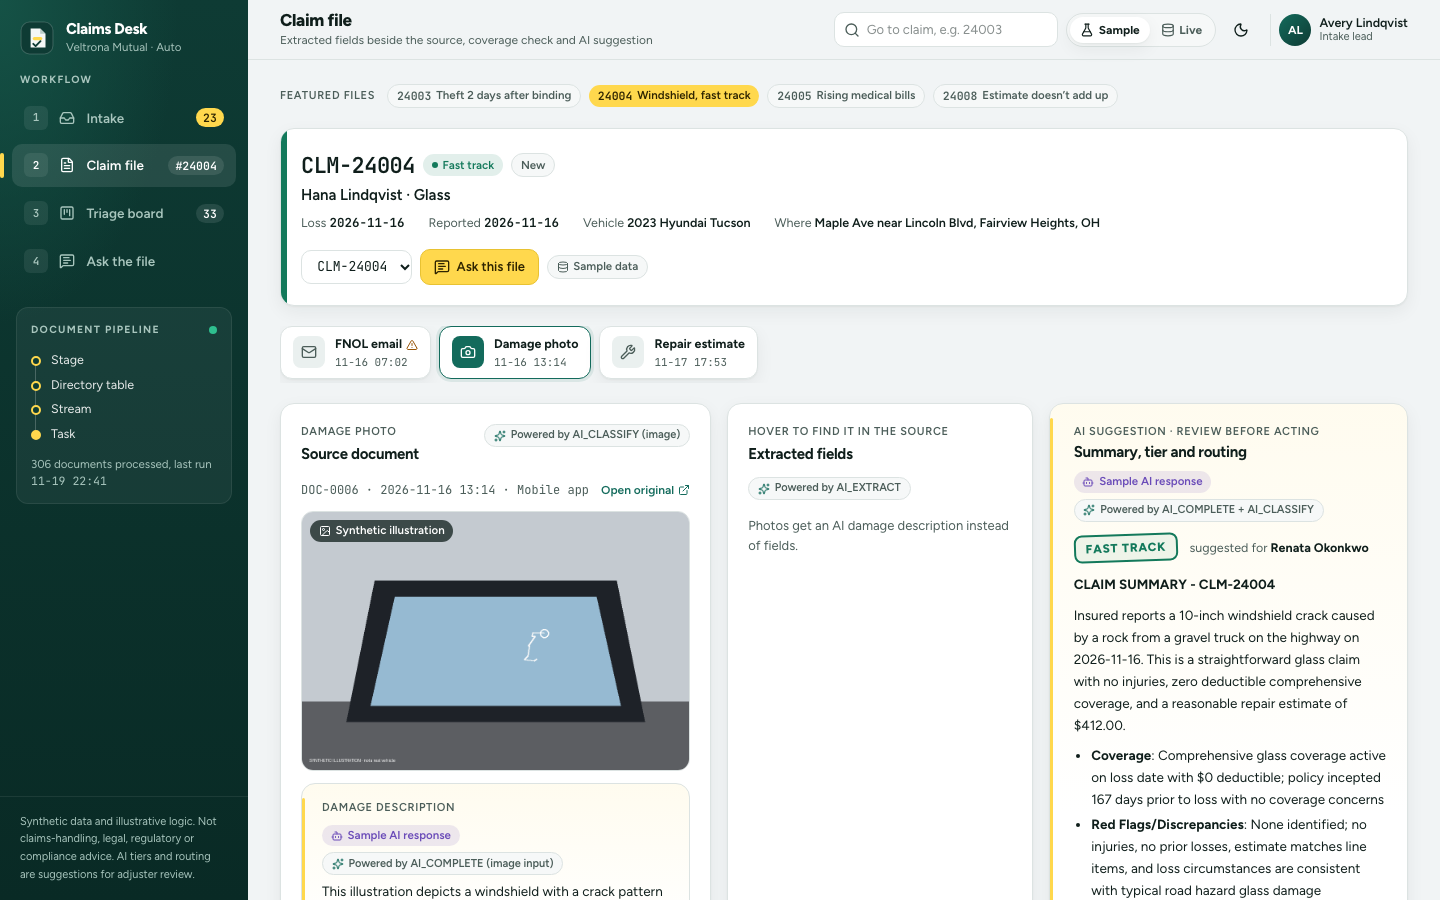 Claims Desk
Veltrona Mutual · Auto
WORKFLOW
1 Intake 23
2 Claim file #24004
3 Triage board 33
4 Ask the file
DOCUMENT PIPELINE
Stage
Directory table
Stream
Task
306 documents processed, last run
11-19 22:41
Synthetic data and illustrative logic. Not
claims-handling, legal, regulatory or
compliance advice. AI tiers and routing
are suggestions for adjuster review.
Claim file
Extracted fields beside the source, coverage check and AI suggestion
Go to claim, e.g. 24003
Sample
Live
AL
Avery Lindqvist
Intake lead
FEATURED FILES
24003 Theft 2 days after binding
24004 Windshield, fast track
24005 Rising medical bills
24008 Estimate doesn’t add up
CLM-24004
Fast track
New
Hana Lindqvist · Glass
Loss 2026-11-16
Reported 2026-11-16
Vehicle 2023 Hyundai Tucson
Where Maple Ave near Lincoln Blvd, Fairview Heights, OH
CLM-24004
Ask this file
Sample data
FNOL email
11-16 07:02
Damage photo
11-16 13:14
Repair estimate
11-17 17:53
DAMAGE PHOTO
Powered by AI_CLASSIFY (image)
Source document
DOC-0006 · 2026-11-16 13:14 · Mobile app
Open original
Synthetic illustration
DAMAGE DESCRIPTION
Sample AI response
Powered by AI_COMPLETE (image input)
This illustration depicts a windshield with a crack pattern
HOVER TO FIND IT IN THE SOURCE
Extracted fields
Powered by AI_EXTRACT
Photos get an AI damage description instead
of fields.
AI SUGGESTION · REVIEW BEFORE ACTING
Summary, tier and routing
Sample AI response
Powered by AI_COMPLETE + AI_CLASSIFY
FAST TRACK
suggested for Renata Okonkwo
CLAIM SUMMARY - CLM-24004
Insured reports a 10-inch windshield crack caused
by a rock from a gravel truck on the highway on
2026-11-16. This is a straightforward glass claim
with no injuries, zero deductible comprehensive
coverage, and a reasonable repair estimate of
$412.00.
• Coverage: Comprehensive glass coverage active
on loss date with $0 deductible; policy incepted
167 days prior to loss with no coverage concerns
• Red Flags/Discrepancies: None identified; no
injuries, no prior losses, estimate matches line
items, and loss circumstances are consistent
with typical road hazard glass damage